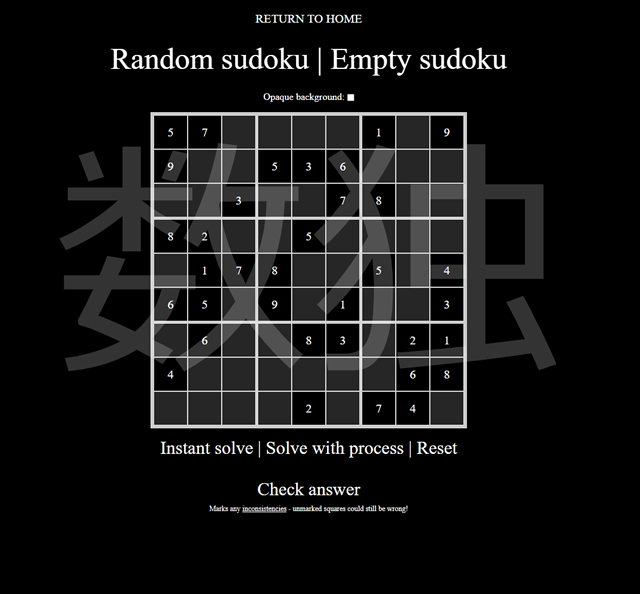 RETURN TO HOME
Random sudoku | Empty sudoku
Opaque background:
数独
5 7 1 9
9 5 3 6
3 7 8
8 2 5
1 7 8 5 4
6 5 9 1 3
6 8 3 2 1
4 6 8
2 7 4
Instant solve | Solve with process | Reset
Check answer
Marks any inconsistencies - unmarked squares could still be wrong!